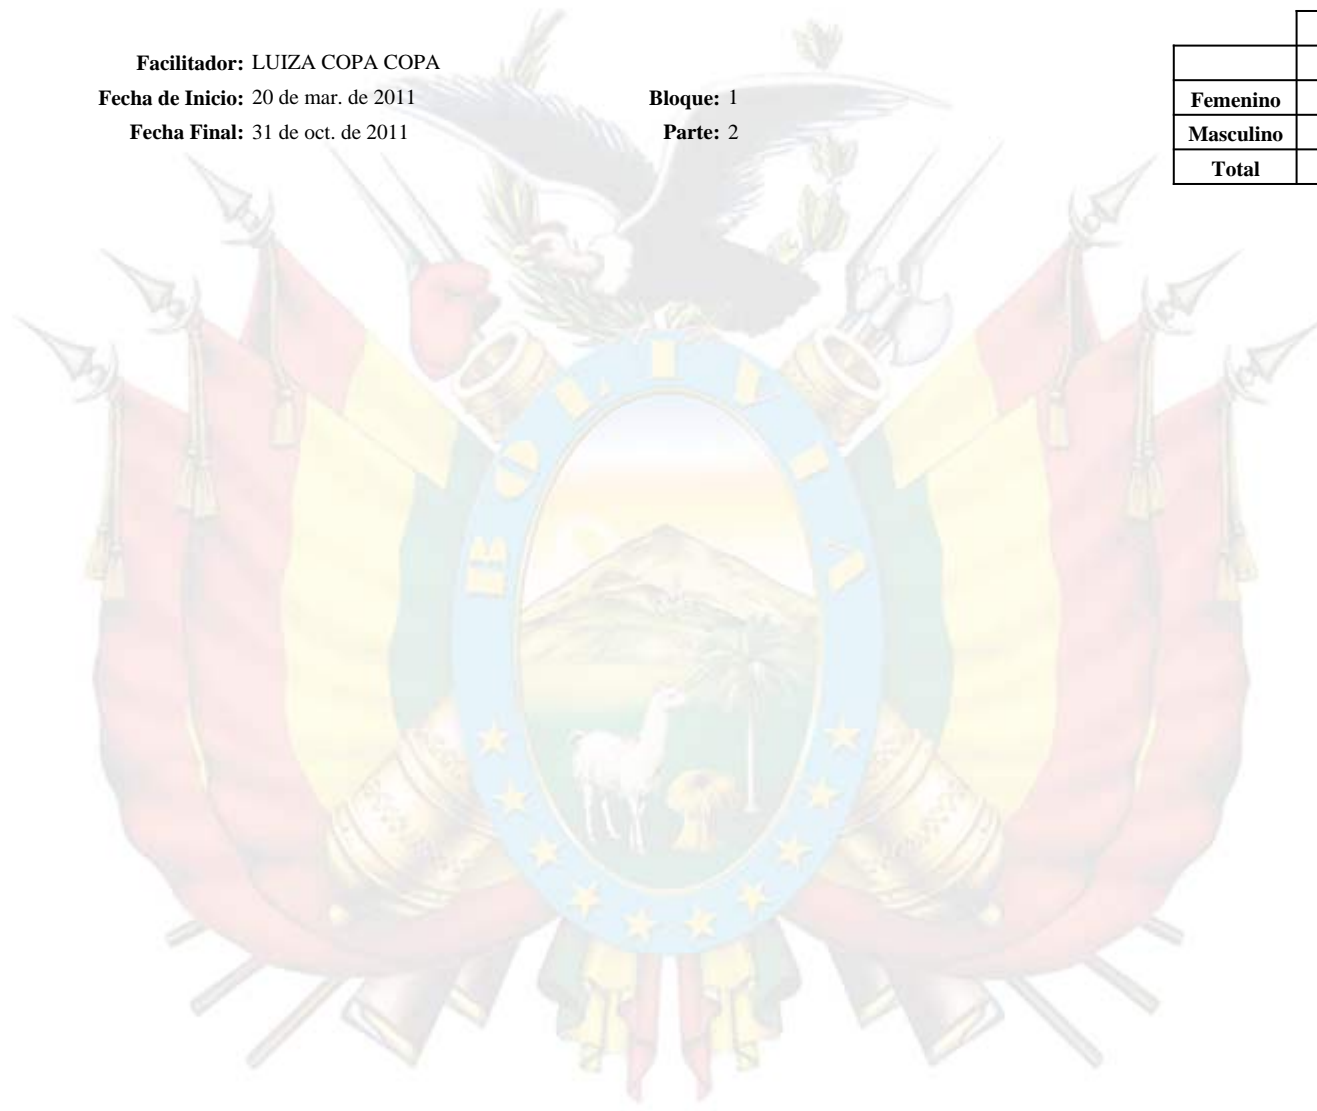 Facilitador: LUIZA COPA COPA
Fecha de Inicio: 20 de mar. de 2011 Bloque: 1
Fecha Final: 31 de oct. de 2011 Parte: 2
Femenino
Masculino
Total
BOLIVIA